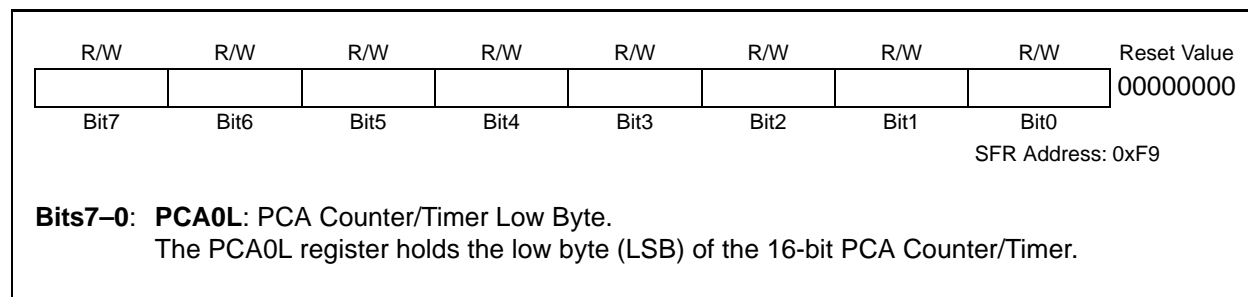 R/W R/W R/W R/W R/W R/W R/W R/W Reset Value
00000000
Bit7 Bit6 Bit5 Bit4 Bit3 Bit2 Bit1 Bit0
SFR Address: 0xF9
Bits7–0: PCA0L: PCA Counter/Timer Low Byte.
The PCA0L register holds the low byte (LSB) of the 16-bit PCA Counter/Timer.